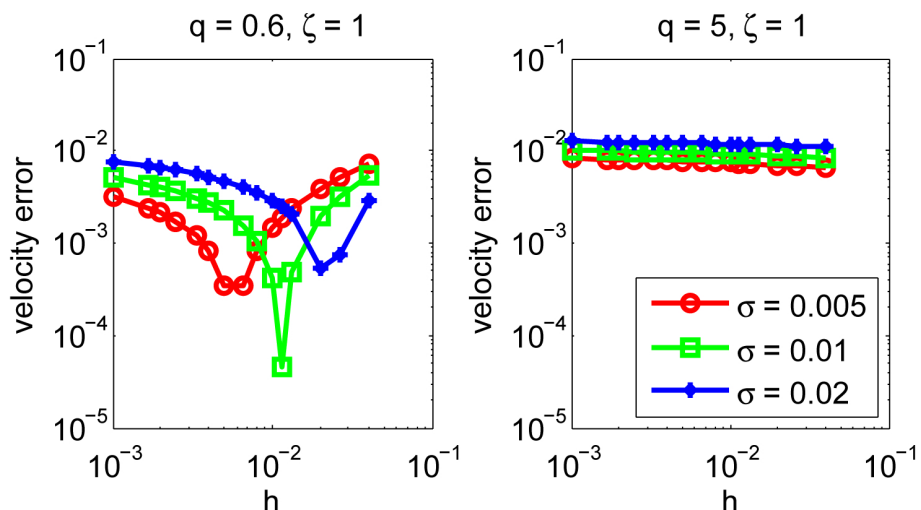 q = 0.6, ζ = 1
10⁻¹
10⁻²
10⁻³
10⁻⁴
10⁻⁵
velocity error
10⁻³
10⁻²
10⁻¹
h
q = 5, ζ = 1
10⁻¹
10⁻²
10⁻³
10⁻⁴
10⁻⁵
velocity error
σ = 0.005
σ = 0.01
σ = 0.02
10⁻³
10⁻²
10⁻¹
h